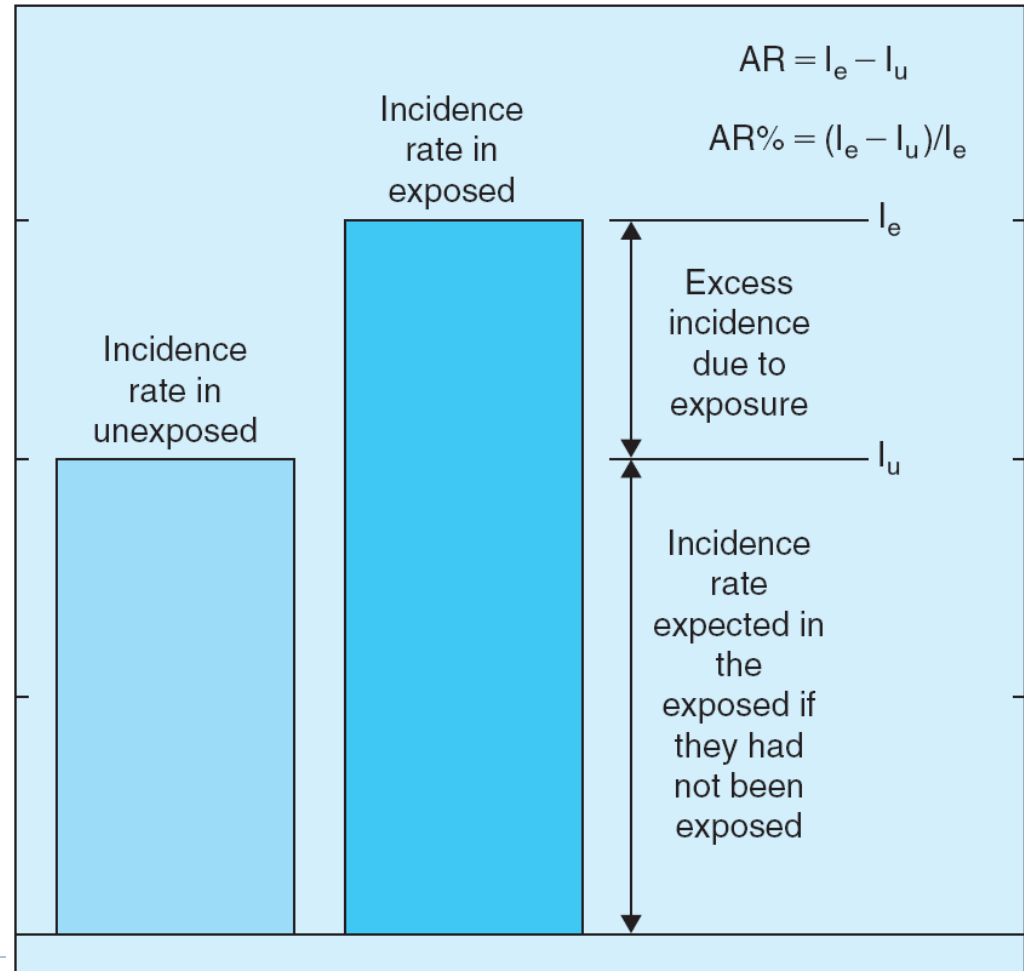 AR = Iₑ – Iᵤ
AR% = (Iₑ – Iᵤ)/Iₑ
Incidence
rate in
exposed
Iₑ
Excess
incidence
due to
exposure
Incidence
rate in
unexposed
Iᵤ
Incidence
rate
expected in
the
exposed if
they had
not been
exposed